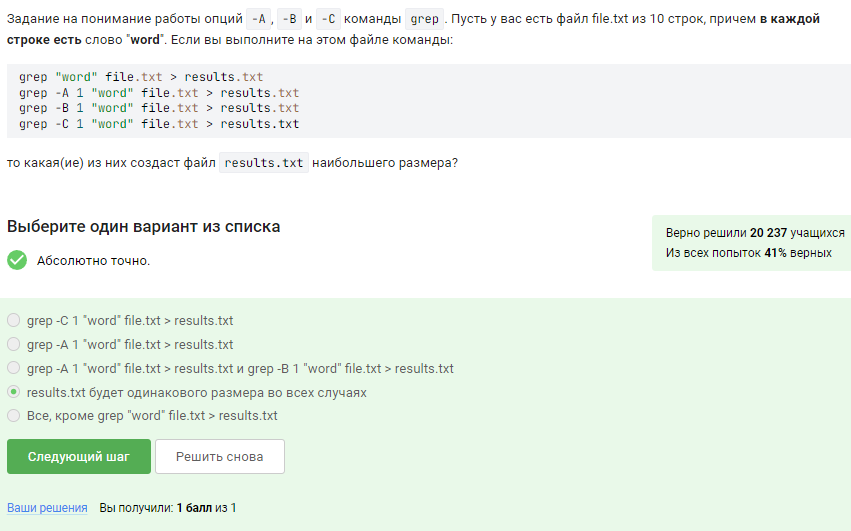 Задание на понимание работы опций -A, -B и -C команды grep. Пусть у вас есть файл file.txt из 10 строк, причем в каждой
строке есть слово "word". Если вы выполните на этом файле команды:
grep "word" file.txt > results.txt
grep -A 1 "word" file.txt > results.txt
grep -B 1 "word" file.txt > results.txt
grep -C 1 "word" file.txt > results.txt
то какая(ие) из них создаст файл results.txt наибольшего размера?
Выберите один вариант из списка
Верно решили 20 237 учащихся
Из всех попыток 41% верных
Абсолютно точно.
grep -C 1 "word" file.txt > results.txt
grep -A 1 "word" file.txt > results.txt
grep -A 1 "word" file.txt > results.txt и grep -B 1 "word" file.txt > results.txt
results.txt будет одинакового размера во всех случаях
Все, кроме grep "word" file.txt > results.txt
Следующий шаг Решить снова
Ваши решения Вы получили: 1 балл из 1